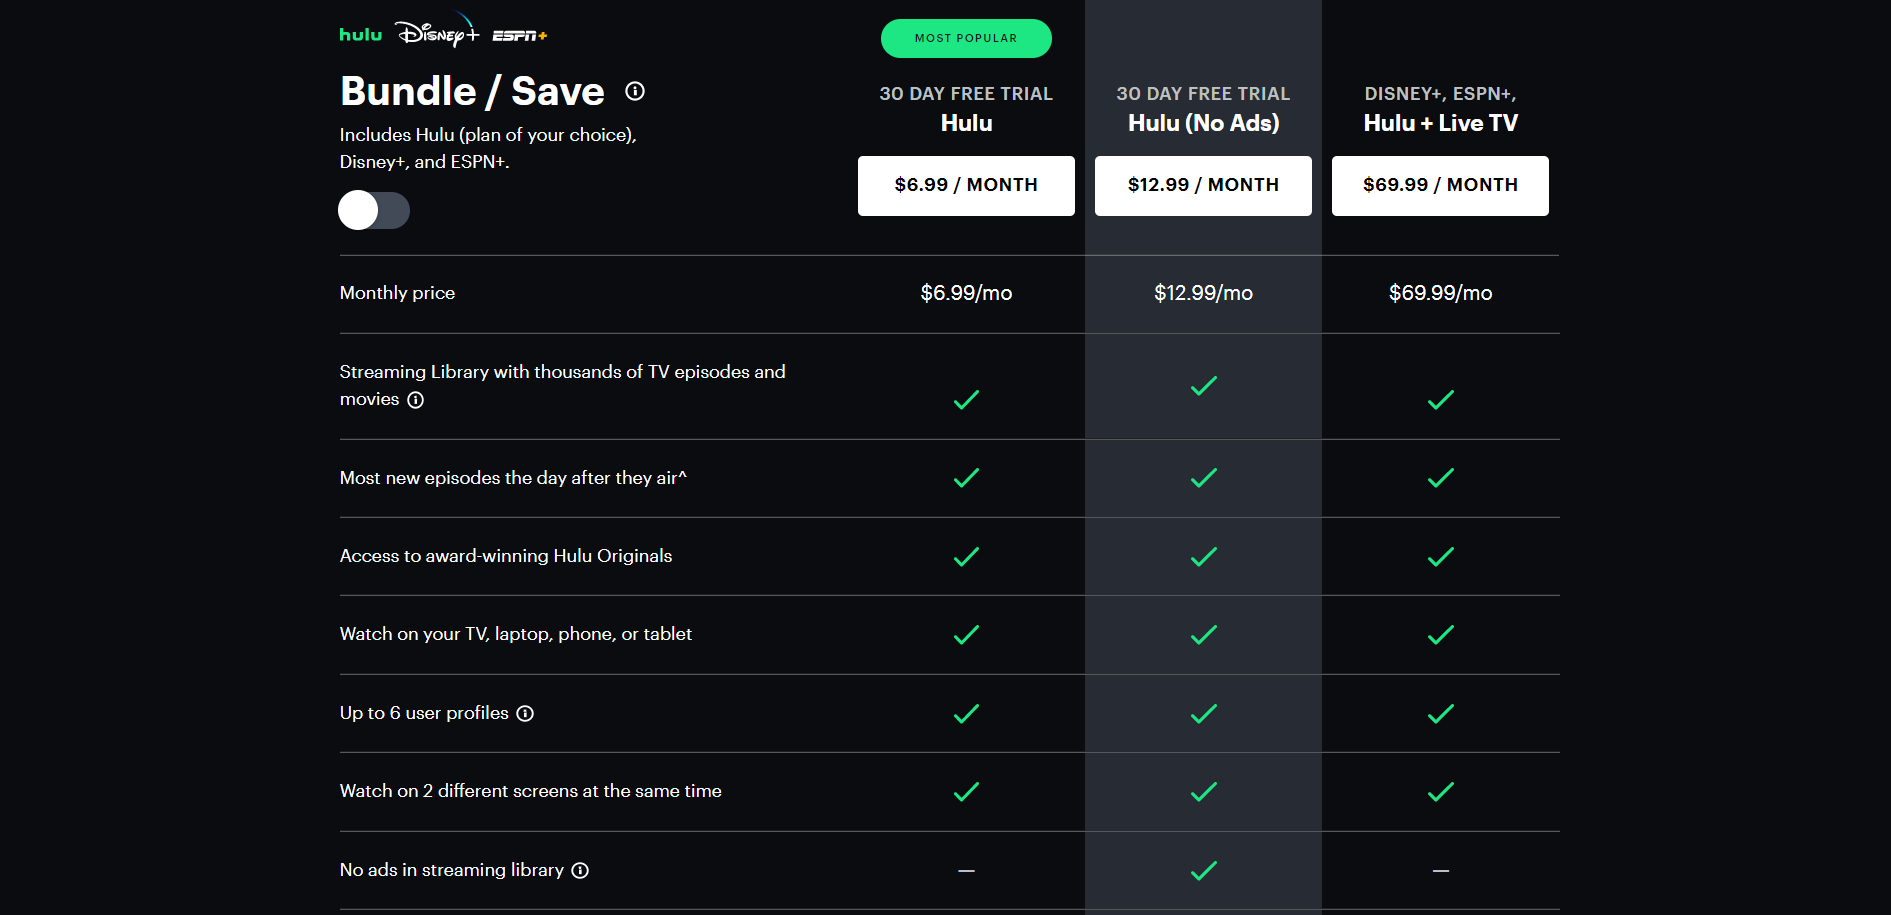 hulu Disney+ ESPN+
Bundle / Save
Includes Hulu (plan of your choice),
Disney+, and ESPN+.
MOST POPULAR
30 DAY FREE TRIAL
Hulu
$6.99 / MONTH
30 DAY FREE TRIAL
Hulu (No Ads)
$12.99 / MONTH
DISNEY+, ESPN+,
Hulu + Live TV
$69.99 / MONTH
Monthly price $6.99/mo $12.99/mo $69.99/mo
Streaming Library with thousands of TV episodes and
movies
Most new episodes the day after they air^
Access to award-winning Hulu Originals
Watch on your TV, laptop, phone, or tablet
Up to 6 user profiles
Watch on 2 different screens at the same time
No ads in streaming library — —